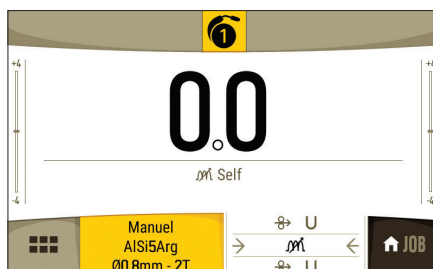 1
+4
+4
0.0
m Self
-4
-4
Manuel
AlSi5Arg
Ø0.8mm - 2T
U
m
U
JOB